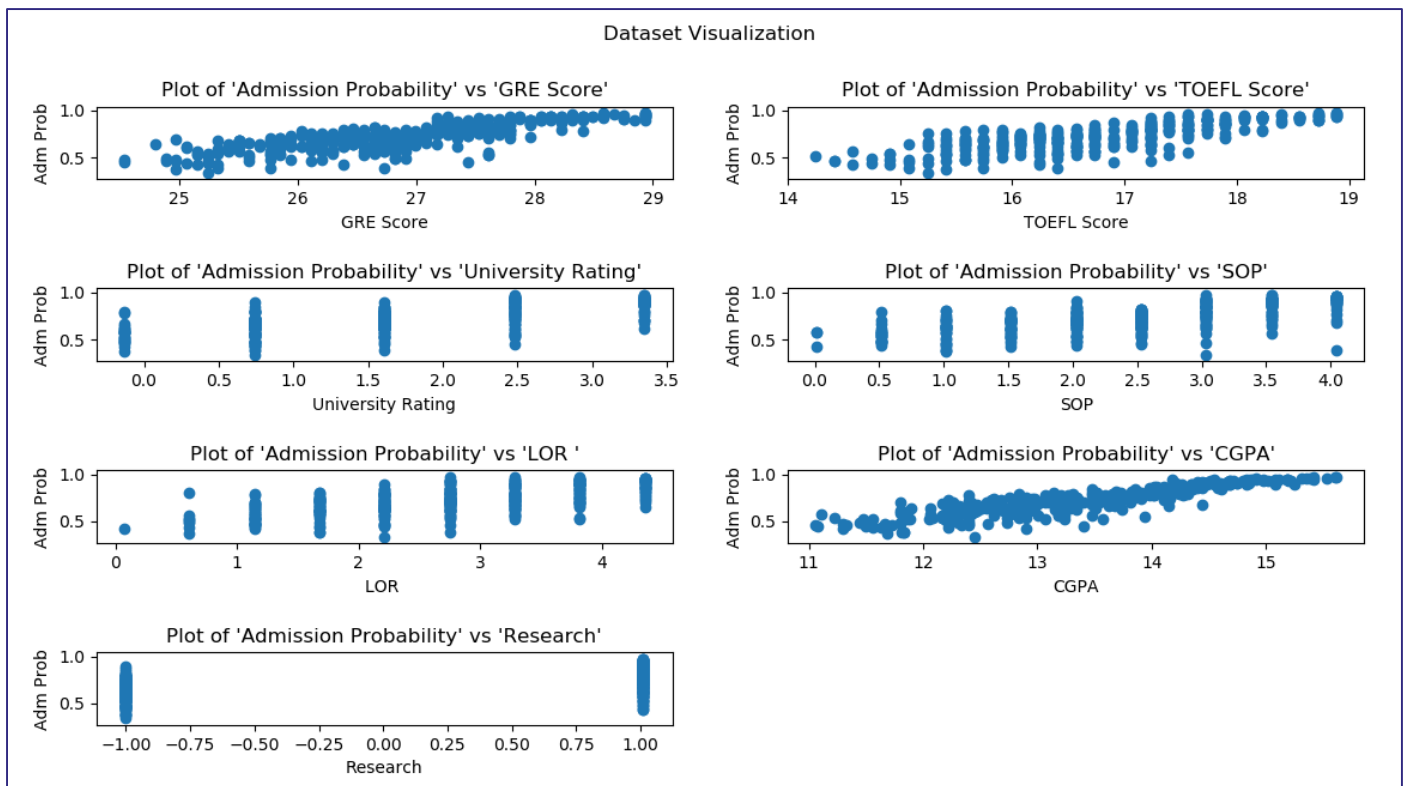 Dataset Visualization
Plot of 'Admission Probability' vs 'GRE Score'
1.0
0.5
Adm Prob
25 26 27 28 29
GRE Score
Plot of 'Admission Probability' vs 'TOEFL Score'
1.0
0.5
Adm Prob
14 15 16 17 18 19
TOEFL Score
Plot of 'Admission Probability' vs 'University Rating'
1.0
0.5
Adm Prob
0.0 0.5 1.0 1.5 2.0 2.5 3.0 3.5
University Rating
Plot of 'Admission Probability' vs 'SOP'
1.0
0.5
Adm Prob
0.0 0.5 1.0 1.5 2.0 2.5 3.0 3.5 4.0
SOP
Plot of 'Admission Probability' vs 'LOR '
1.0
0.5
Adm Prob
0 1 2 3 4
LOR
Plot of 'Admission Probability' vs 'CGPA'
1.0
0.5
Adm Prob
11 12 13 14 15
CGPA
Plot of 'Admission Probability' vs 'Research'
1.0
0.5
Adm Prob
−1.00 −0.75 −0.50 −0.25 0.00 0.25 0.50 0.75 1.00
Research